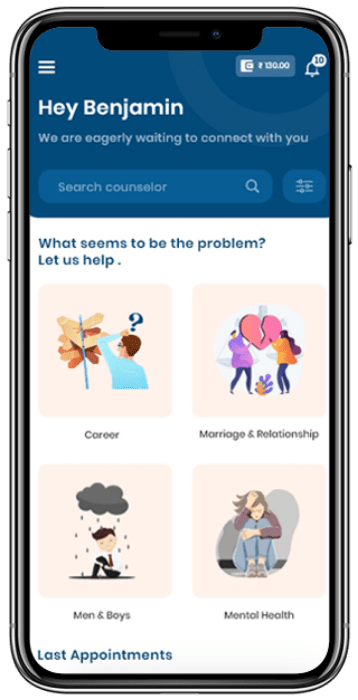 ₹ 130.00
10
Hey Benjamin
We are eagerly waiting to connect with you
Search counselor
What seems to be the problem?
Let us help .
?
Career
Marriage & Relationship
Men & Boys
Mental Health
Last Appointments